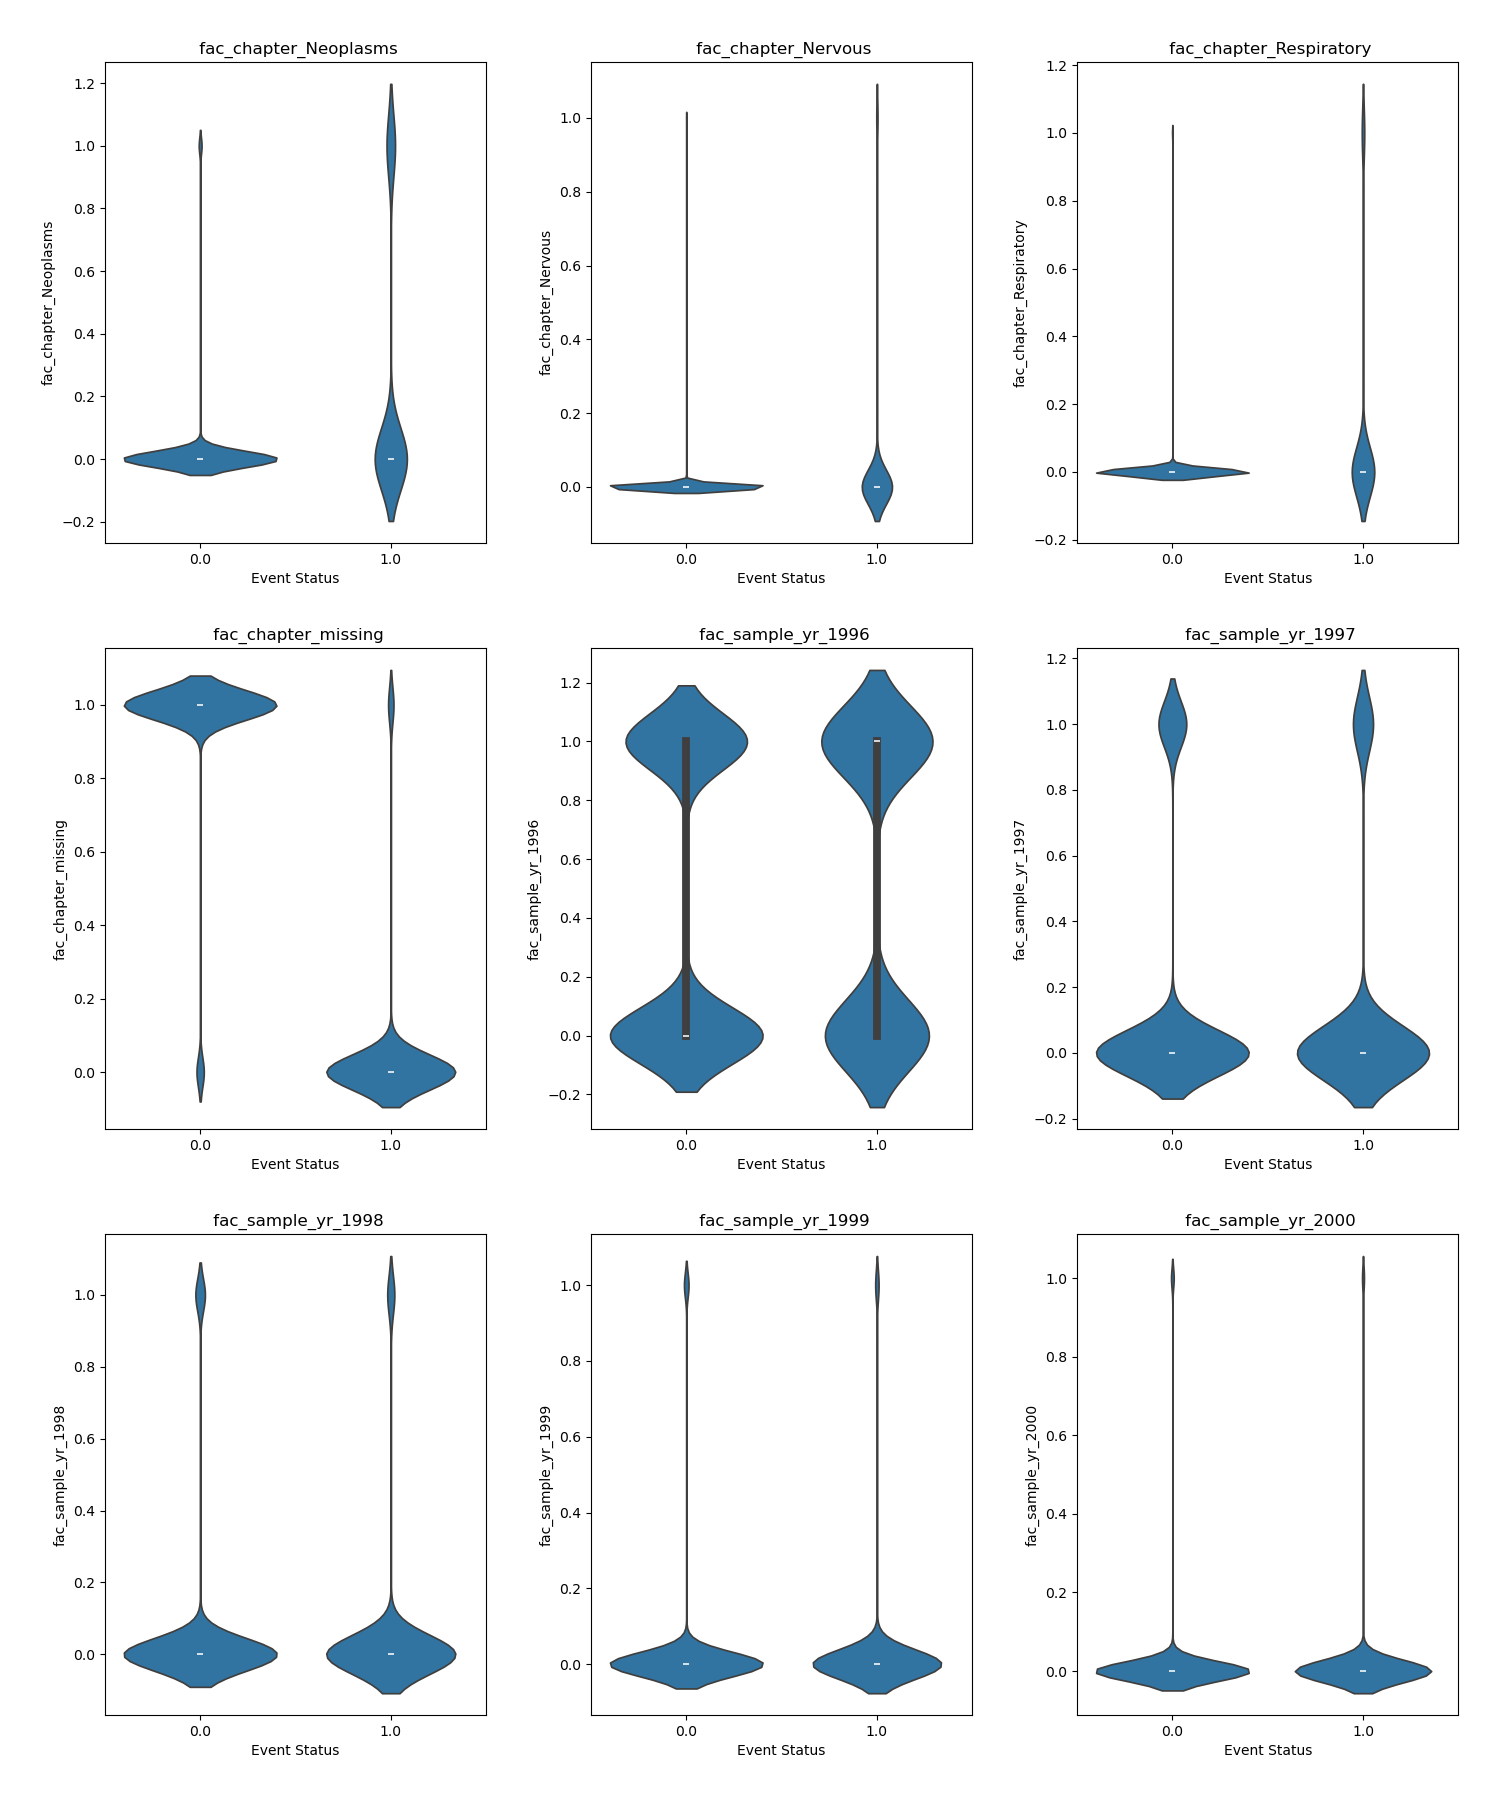 fac_chapter_Neoplasms
fac_chapter_Nervous
fac_chapter_Respiratory
fac_chapter_Neoplasms
1.2
1.0
0.8
0.6
0.4
0.2
0.0
−0.2
0.0
1.0
Event Status
fac_chapter_Nervous
1.0
0.8
0.6
0.4
0.2
0.0
0.0
1.0
Event Status
fac_chapter_Respiratory
1.2
1.0
0.8
0.6
0.4
0.2
0.0
−0.2
0.0
1.0
Event Status
fac_chapter_missing
fac_sample_yr_1996
fac_sample_yr_1997
fac_chapter_missing
1.0
0.8
0.6
0.4
0.2
0.0
0.0
1.0
Event Status
fac_sample_yr_1996
1.2
1.0
0.8
0.6
0.4
0.2
0.0
−0.2
0.0
1.0
Event Status
fac_sample_yr_1997
1.2
1.0
0.8
0.6
0.4
0.2
0.0
−0.2
0.0
1.0
Event Status
fac_sample_yr_1998
fac_sample_yr_1999
fac_sample_yr_2000
fac_sample_yr_1998
1.0
0.8
0.6
0.4
0.2
0.0
0.0
1.0
Event Status
fac_sample_yr_1999
1.0
0.8
0.6
0.4
0.2
0.0
0.0
1.0
Event Status
fac_sample_yr_2000
1.0
0.8
0.6
0.4
0.2
0.0
0.0
1.0
Event Status